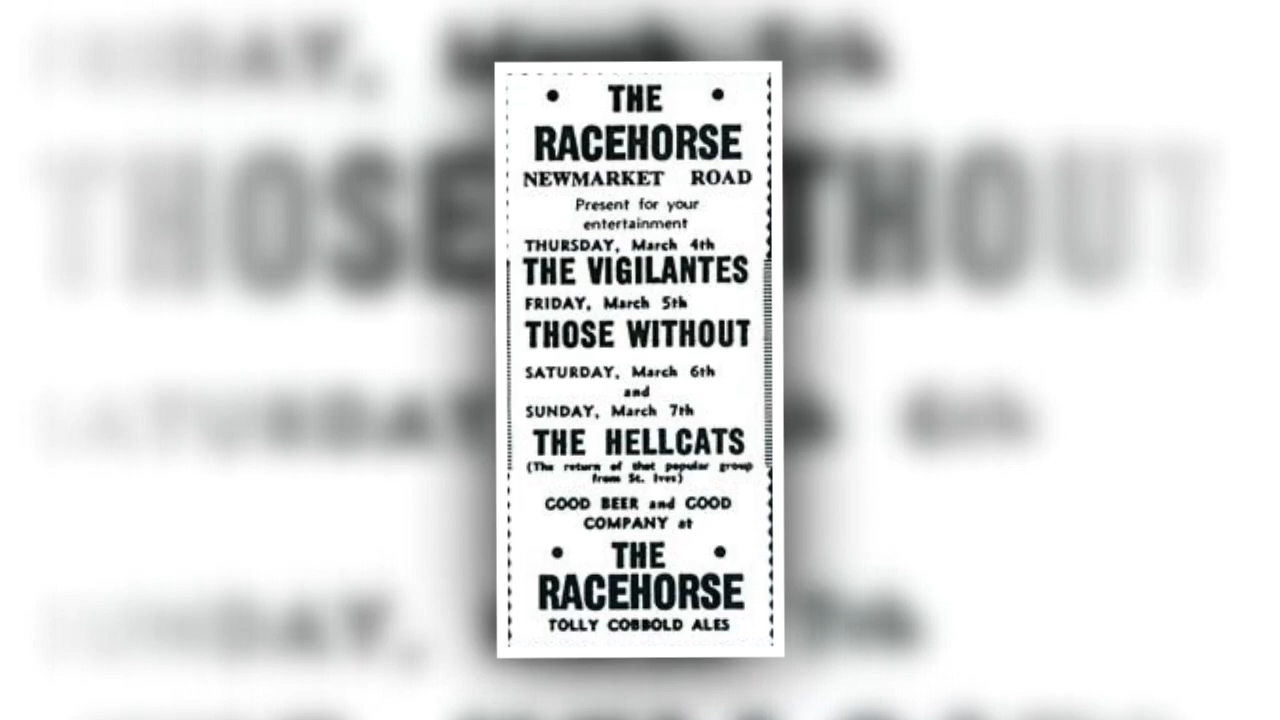 • THE •
RACEHORSE
NEWMARKET ROAD
Present for your
entertainment
THURSDAY, March 4th
THE VIGILANTES
FRIDAY, March 5th
THOSE WITHOUT
SATURDAY, March 6th
and
SUNDAY, March 7th
THE HELLCATS
(The return of that popular group
from St. Ives)
GOOD BEER and GOOD
COMPANY at
• THE •
RACEHORSE
TOLLY COBBOLD ALES